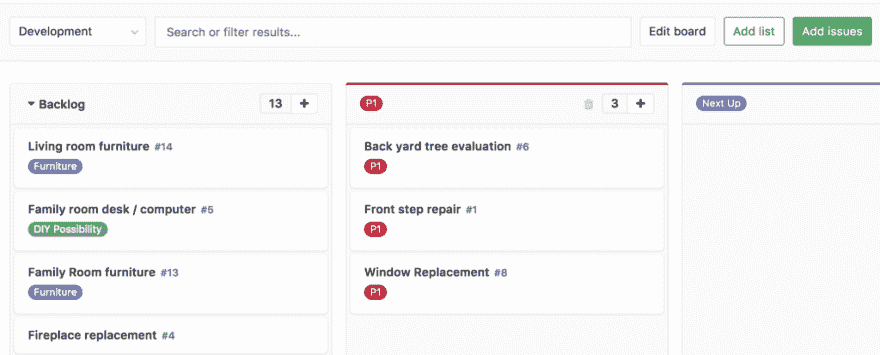 Development
Search or filter results...
Edit board
Add list
Add issues
Backlog
13
+
Living room furniture #14
Furniture
Family room desk / computer #5
DIY Possibility
Family Room furniture #13
Furniture
Fireplace replacement #4
P1
3
+
Back yard tree evaluation #6
P1
Front step repair #1
P1
Window Replacement #8
P1
Next Up